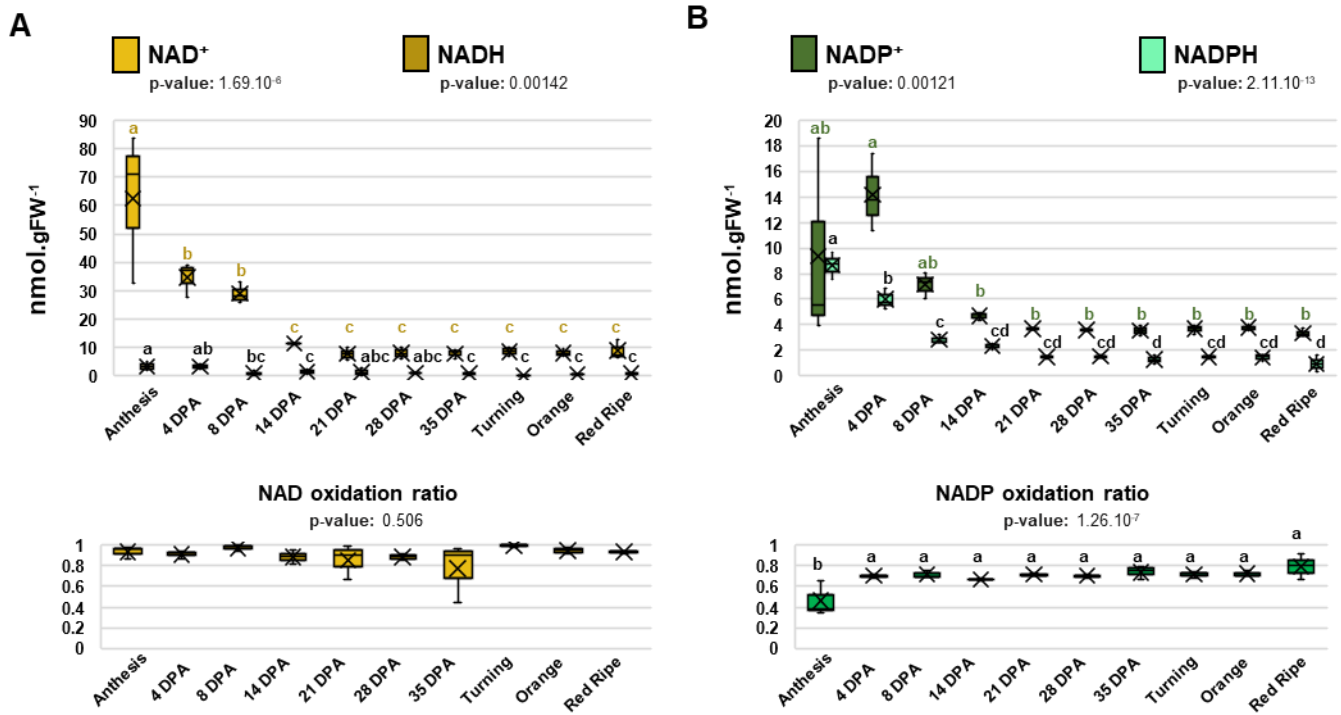 A
NAD⁺
p-value: 1.69.10⁻⁶
NADH
p-value: 0.00142
nmol.gFW⁻¹
90
80
70
60
50
40
30
20
10
0
a
b
b
c
c
c
c
c
c
c
a
ab
bc
c
abc
abc
c
c
c
c
Anthesis
4 DPA
8 DPA
14 DPA
21 DPA
28 DPA
35 DPA
Turning
Orange
Red Ripe
NAD oxidation ratio
p-value: 0.506
1
0.8
0.6
0.4
0.2
0
Anthesis
4 DPA
8 DPA
14 DPA
21 DPA
28 DPA
35 DPA
Turning
Orange
Red Ripe
B
NADP⁺
p-value: 0.00121
NADPH
p-value: 2.11.10⁻¹³
nmol.gFW⁻¹
20
18
16
14
12
10
8
6
4
2
0
ab
a
ab
b
b
b
b
b
b
b
a
b
c
cd
cd
cd
d
cd
cd
d
Anthesis
4 DPA
8 DPA
14 DPA
21 DPA
28 DPA
35 DPA
Turning
Orange
Red Ripe
NADP oxidation ratio
p-value: 1.26.10⁻⁷
1
0.8
0.6
0.4
0.2
0
b
a
a
a
a
a
a
a
a
a
Anthesis
4 DPA
8 DPA
14 DPA
21 DPA
28 DPA
35 DPA
Turning
Orange
Red Ripe